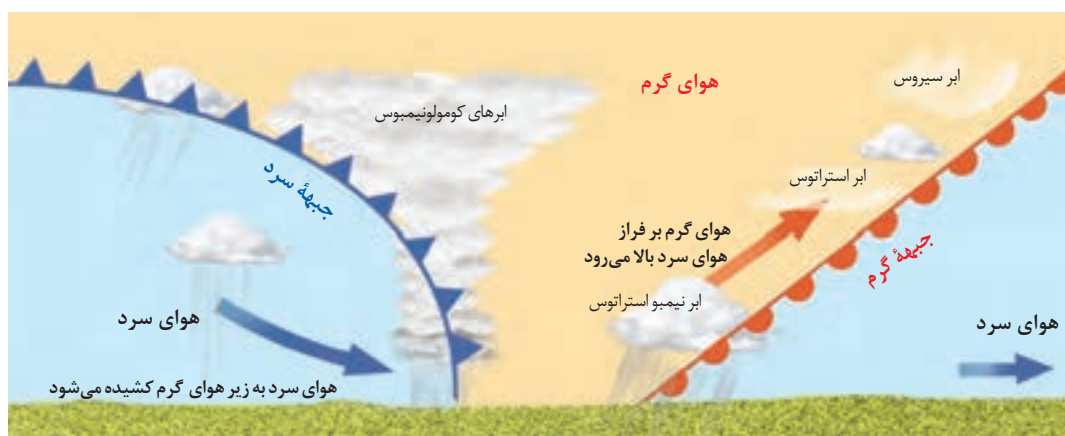 هوای گرم
ابر سیروس
ابرهای کومولونیمبوس
ابر استراتوس
جبههٔ سرد
هوای گرم بر فراز
هوای سرد بالا می‌رود
جبههٔ گرم
ابر نیمبو استراتوس
هوای سرد
هوای سرد
هوای سرد به زیر هوای گرم کشیده می‌شود